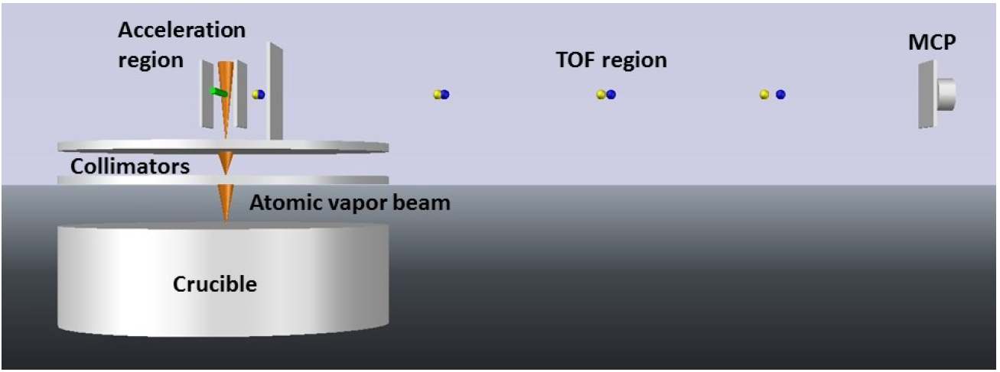 Acceleration
region
TOF region
MCP
Collimators
Atomic vapor beam
Crucible